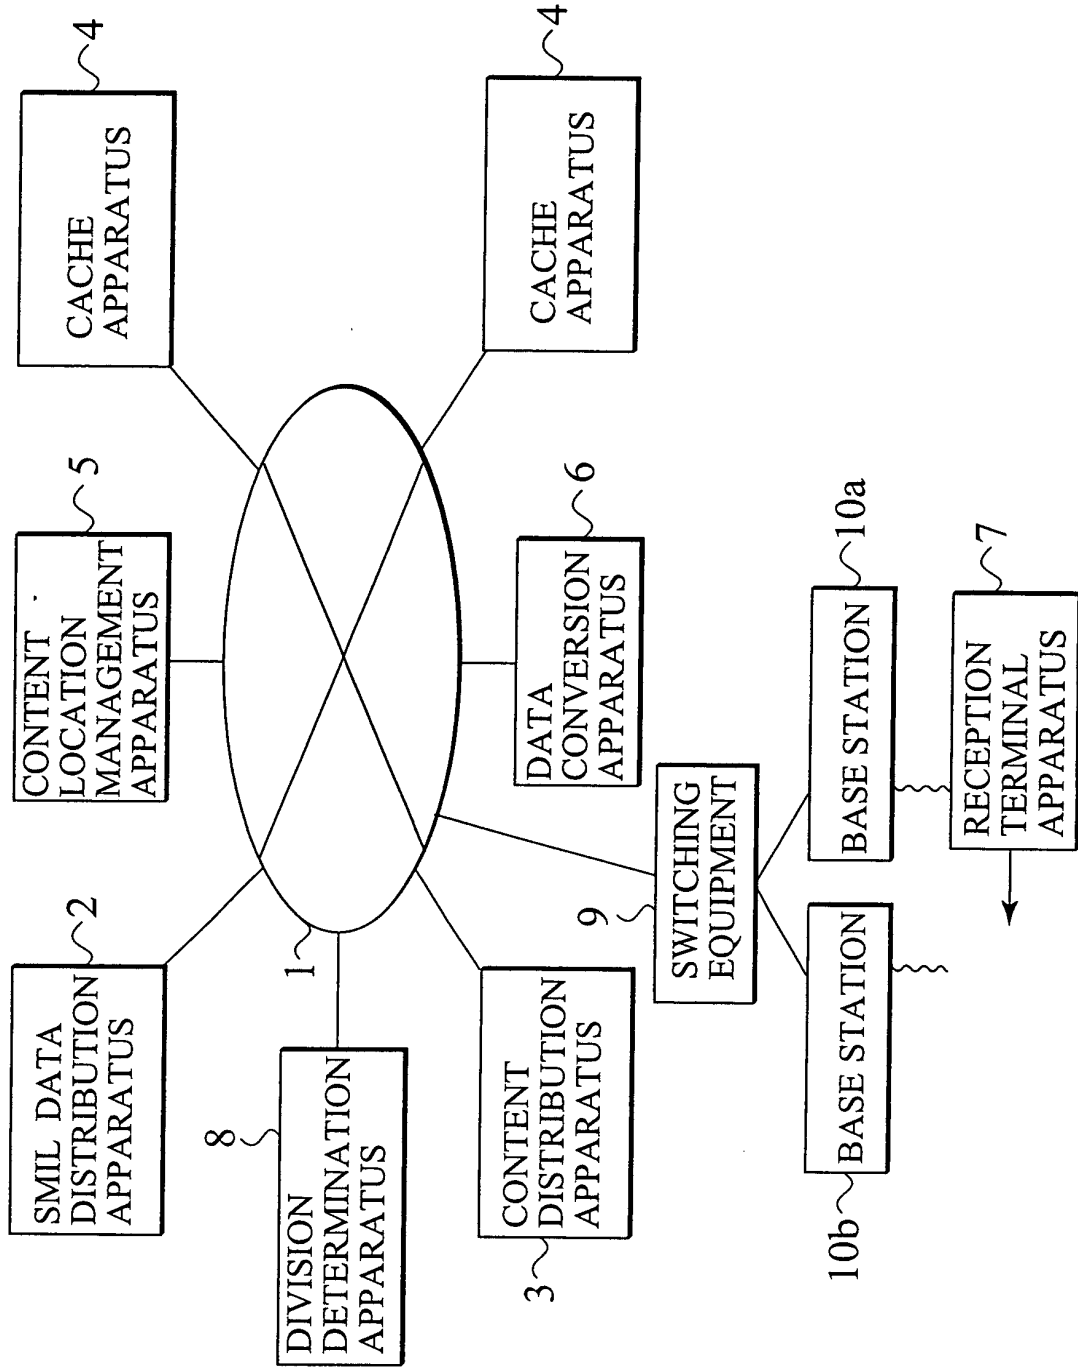 SMIL DATA
DISTRIBUTION
APPARATUS
2
CONTENT
LOCATION
MANAGEMENT
APPARATUS
5
CACHE
APPARATUS
4
DIVISION
DETERMINATION
APPARATUS
8
1
CONTENT
DISTRIBUTION
APPARATUS
3
DATA
CONVERSION
APPARATUS
6
CACHE
APPARATUS
4
SWITCHING
EQUIPMENT
9
BASE STATION
10b
BASE STATION
10a
RECEPTION
TERMINAL
APPARATUS
7